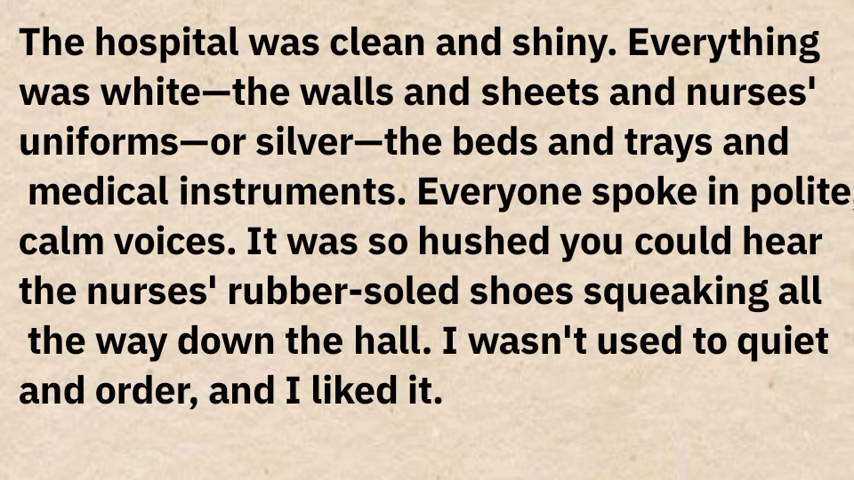 The hospital was clean and shiny. Everything
was white—the walls and sheets and nurses'
uniforms—or silver—the beds and trays and
medical instruments. Everyone spoke in polite,
calm voices. It was so hushed you could hear
the nurses' rubber-soled shoes squeaking all
the way down the hall. I wasn't used to quiet
and order, and I liked it.